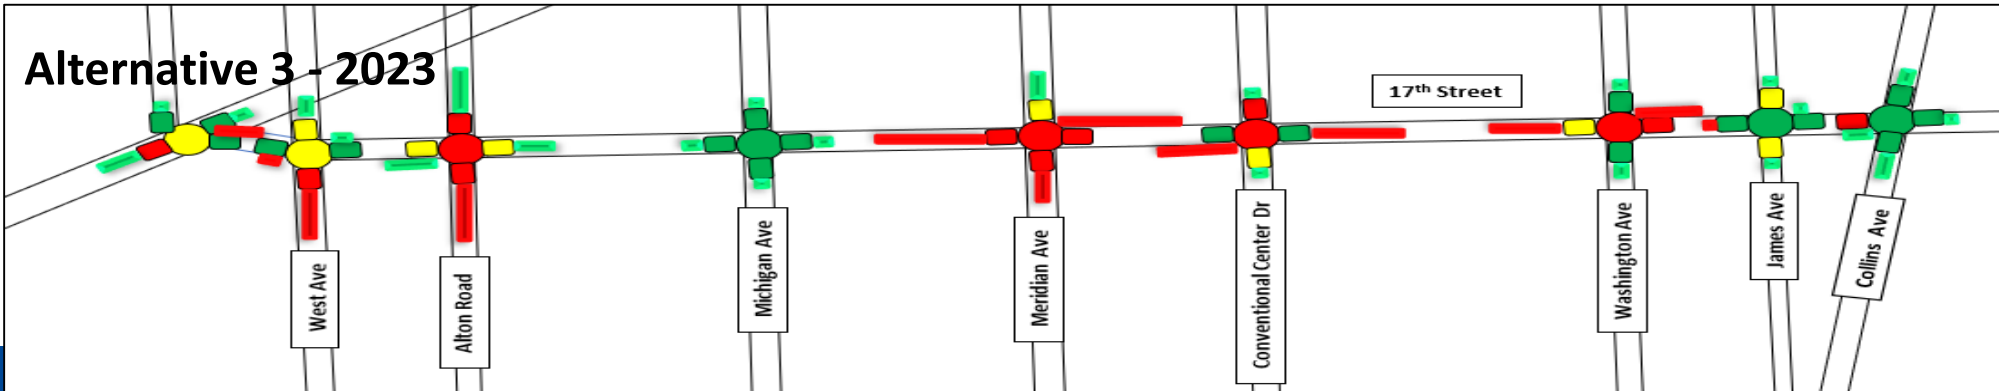 Alternative 3 - 2023
17th Street
West Ave
Alton Road
Michigan Ave
Meridian Ave
Conventional Center Dr
Washington Ave
James Ave
Collins Ave